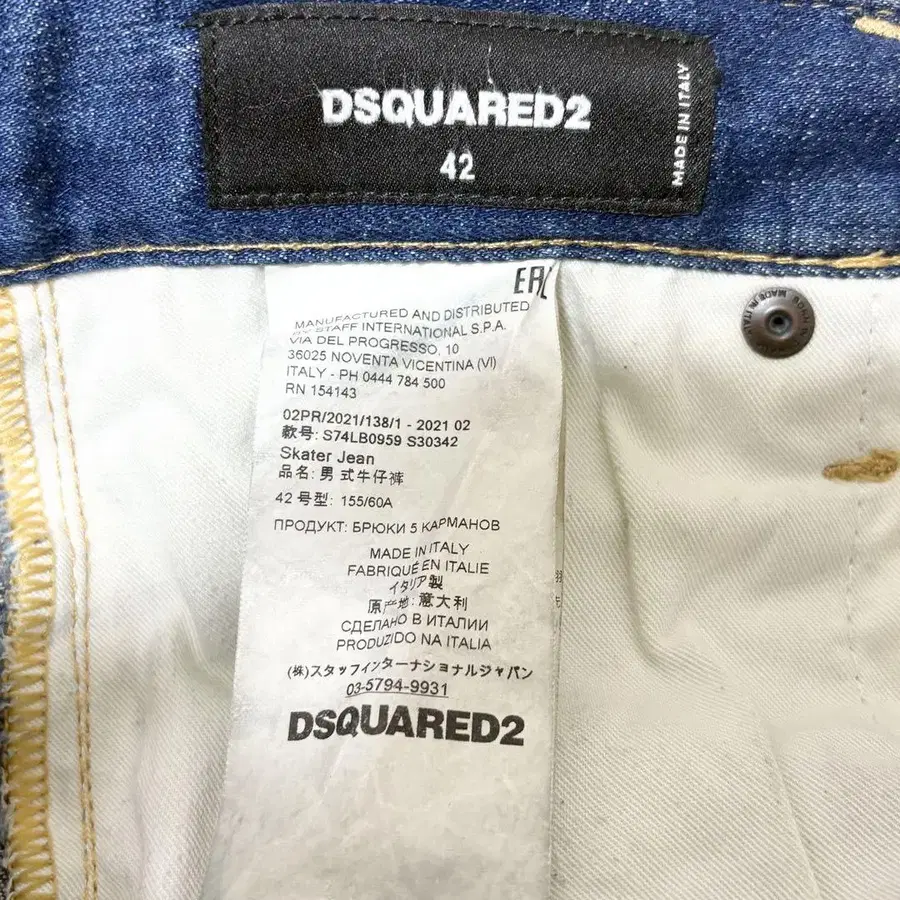 DSQUARED2
42
MADE IN ITALY
EAC
MANUFACTURED AND DISTRIBUTED
BY STAFF INTERNATIONAL S.P.A.
VIA DEL PROGRESSO, 10
36025 NOVENTA VICENTINA (VI)
ITALY - PH 0444 784 500
RN 154143
02PR/2021/138/1 - 2021 02
款号: S74LB0959 S30342
Skater Jean
品名: 男式牛仔裤
42 号型: 155/60A
ПРОДУКТ: БРЮКИ 5 КАРМАНОВ
MADE IN ITALY
FABRIQUÉ EN ITALIE
イタリア製
原产地: 意大利
СДЕЛАНО В ИТАЛИИ
PRODUZIDO NA ITALIA
(株)スタッフインターナショナルジャパン
03-5794-9931
DSQUARED2
MADE IN ITALY